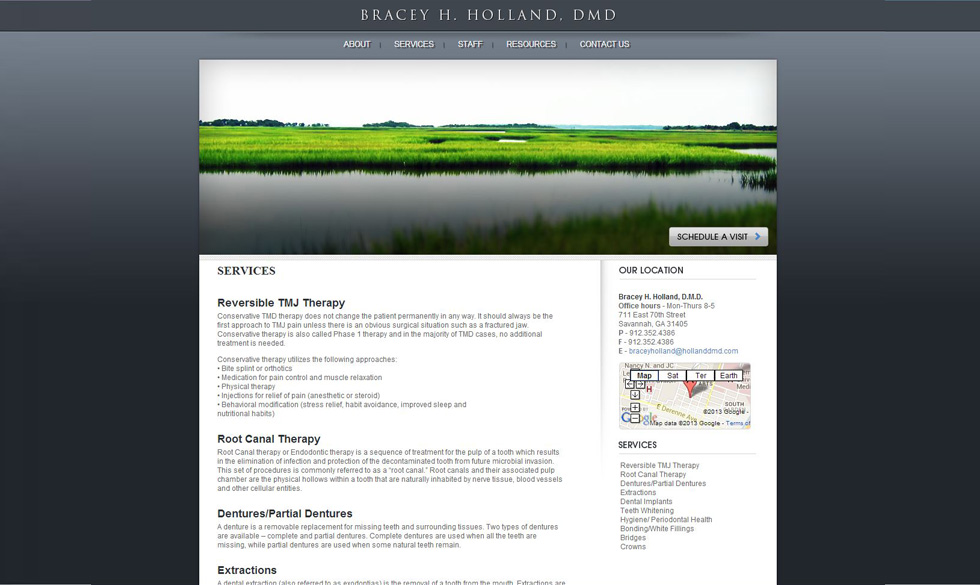 BRACEY H. HOLLAND, DMD
ABOUT | SERVICES | STAFF | RESOURCES | CONTACT US
SCHEDULE A VISIT
SERVICES
Reversible TMJ Therapy
Conservative TMD therapy does not change the patient permanently in any way. It should always be the
first approach to TMJ pain unless there is an obvious surgical situation such as a fractured jaw.
Conservative therapy is also called Phase 1 therapy and in the majority of TMD cases, no additional
treatment is needed.
Conservative therapy utilizes the following approaches:
• Bite splint or orthotics
• Medication for pain control and muscle relaxation
• Physical therapy
• Injections for relief of pain (anesthetic or steroid)
• Behavioral modification (stress relief, habit avoidance, improved sleep and
nutritional habits)
Root Canal Therapy
Root Canal therapy or Endodontic therapy is a sequence of treatment for the pulp of a tooth which results
in the elimination of infection and protection of the decontaminated tooth from future microbial invasion.
This set of procedures is commonly referred to as a "root canal." Root canals and their associated pulp
chamber are the physical hollows within a tooth that are naturally inhabited by nerve tissue, blood vessels
and other cellular entities.
Dentures/Partial Dentures
A denture is a removable replacement for missing teeth and surrounding tissues. Two types of dentures
are available – complete and partial dentures. Complete dentures are used when all the teeth are
missing, while partial dentures are used when some natural teeth remain.
Extractions
A dental extraction (also referred to as exodontias) is the removal of a tooth from the mouth. Extractions are
OUR LOCATION
Bracey H. Holland, D.M.D.
Office hours - Mon-Thurs 8-5
711 East 70th Street
Savannah, GA 31405
P - 912.352.4386
F - 912.352.4386
E - braceyholland@hollanddmd.com
Nancy N. and JC
Map Sat Ter Earth
H
SOUTH
E Derenne Ave
©2013 Google -
Google
Map data ©2013 Google - Terms of
SERVICES
Reversible TMJ Therapy
Root Canal Therapy
Dentures/Partial Dentures
Extractions
Dental Implants
Teeth Whitening
Hygiene/ Periodontal Health
Bonding/White Fillings
Bridges
Crowns